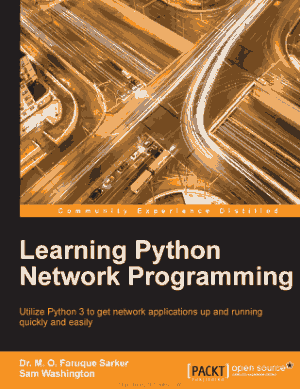 Community Experience Distilled
Learning Python
Network Programming
Utilize Python 3 to get network applications up and running
quickly and easily
Dr. M. O. Faruque Sarker
Sam Washington
PACKT
PUBLISHING
open source